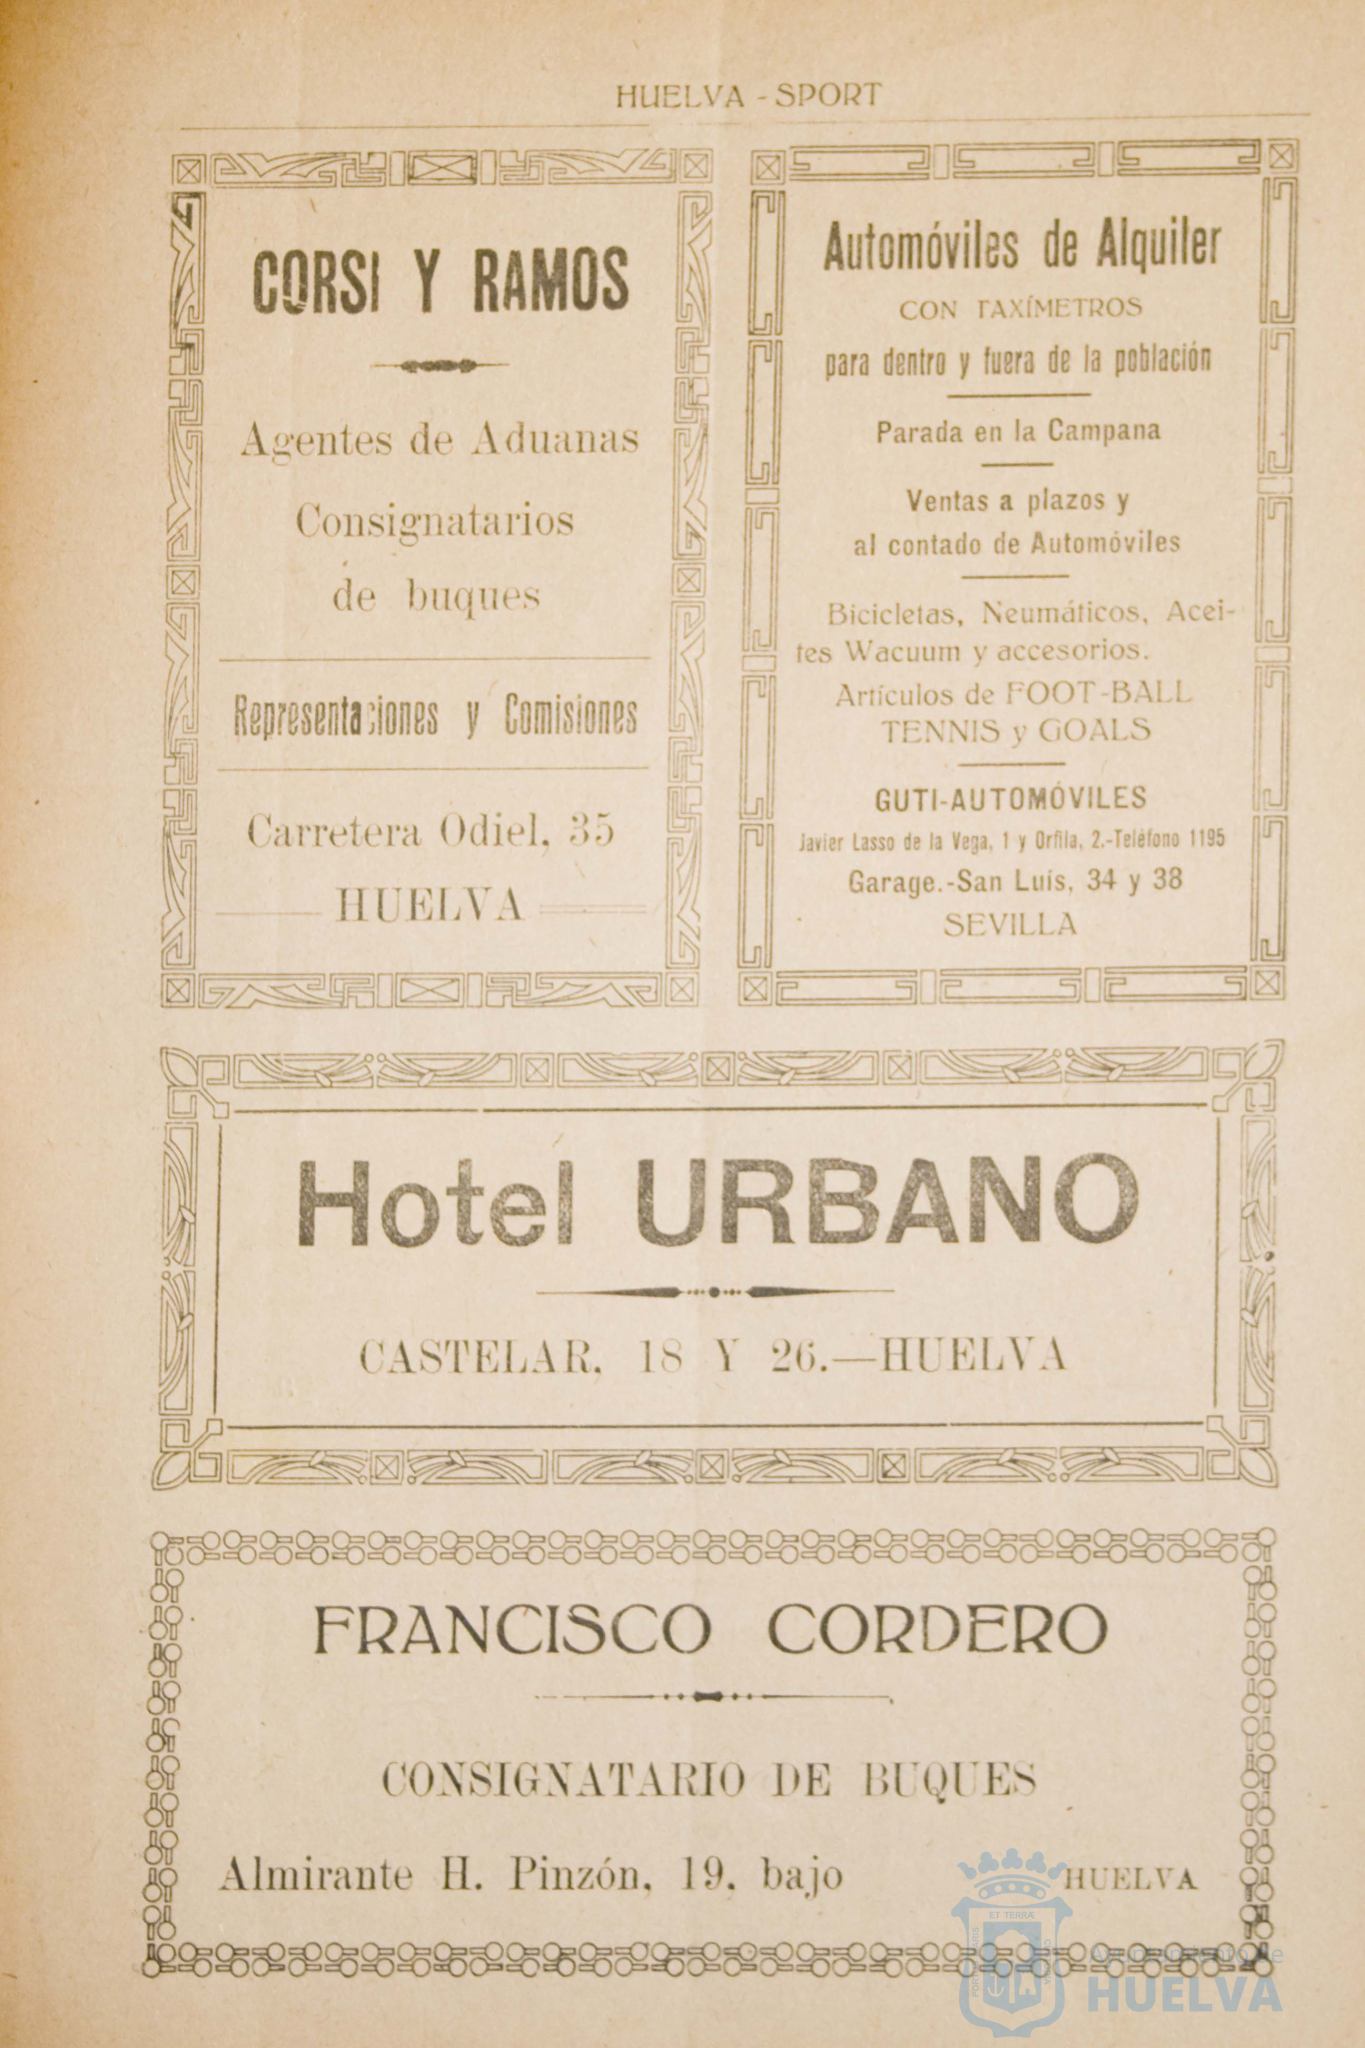 HUELVA - SPORT
CORSI Y RAMOS
Agentes de Aduanas
Consignatarios
de buques
Representaciones y Comisiones
Carretera Odiel, 35
HUELVA
Automóviles de Alquiler
CON TAXÍMETROS
para dentro y fuera de la población
Parada en la Campana
Ventas a plazos y
al contado de Automóviles
Bicicletas, Neumáticos, Acei-
tes Wacuum y accesorios.
Artículos de FOOT-BALL
TENNIS y GOALS
GUTI-AUTOMÓVILES
Javier Lasso de la Vega, 1 y Orfila, 2.-Teléfono 1195
Garage.-San Luís, 34 y 38
SEVILLA
Hotel URBANO
CASTELAR, 18 Y 26.—HUELVA
FRANCISCO CORDERO
CONSIGNATARIO DE BUQUES
Almirante H. Pinzón, 19, bajo HUELVA
ET TERRÆ
Ayuntamiento de
HUELVA